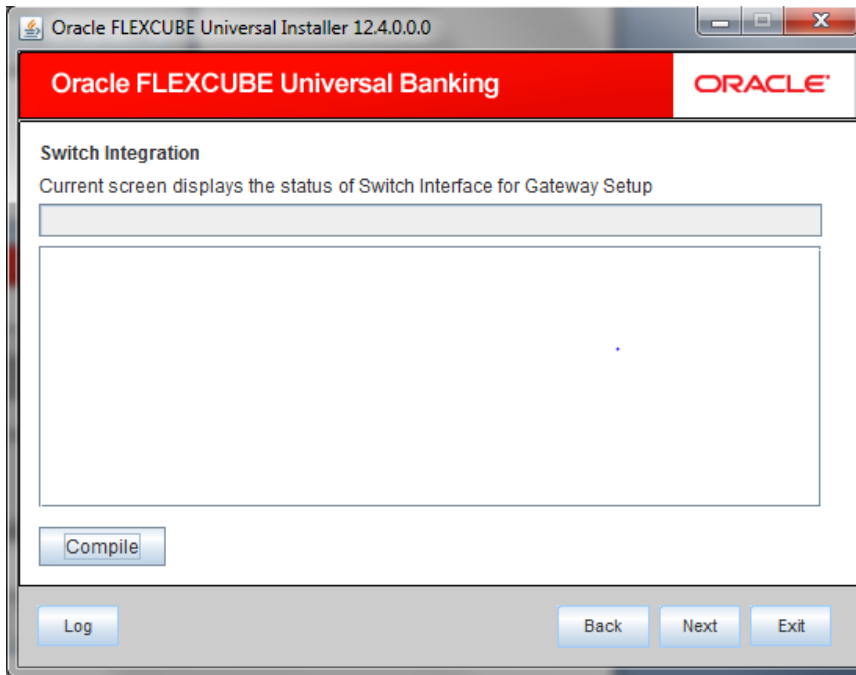 Oracle FLEXCUBE Universal Installer 12.4.0.0.0
Oracle FLEXCUBE Universal Banking
ORACLE
Switch Integration
Current screen displays the status of Switch Interface for Gateway Setup
Compile
Log
Back
Next
Exit